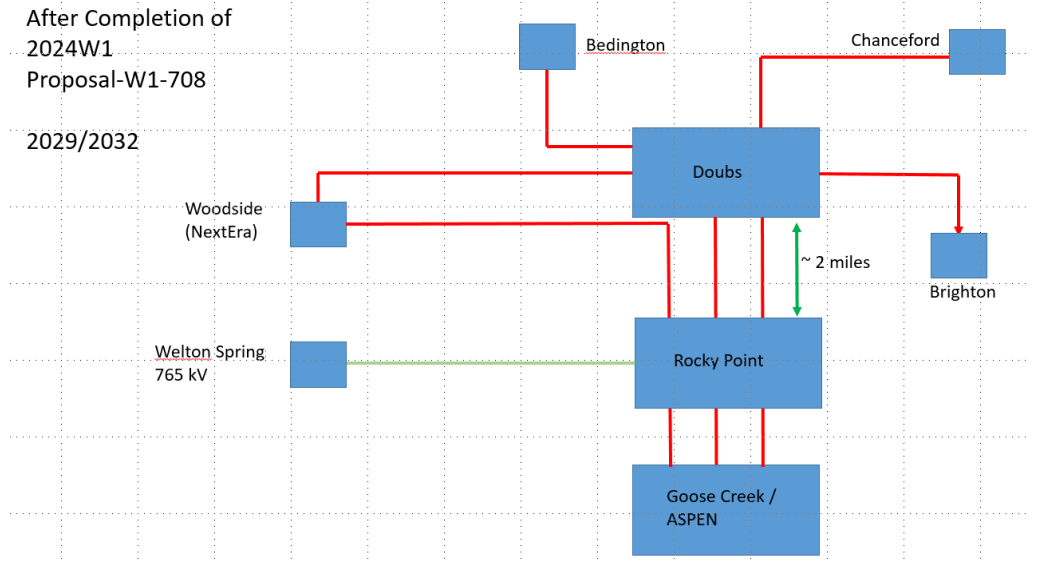 After Completion of
2024W1
Proposal-W1-708
2029/2032
Bedington
Chanceford
Doubs
Woodside
(NextEra)
~ 2 miles
Brighton
Welton Spring
765 kV
Rocky Point
Goose Creek /
ASPEN